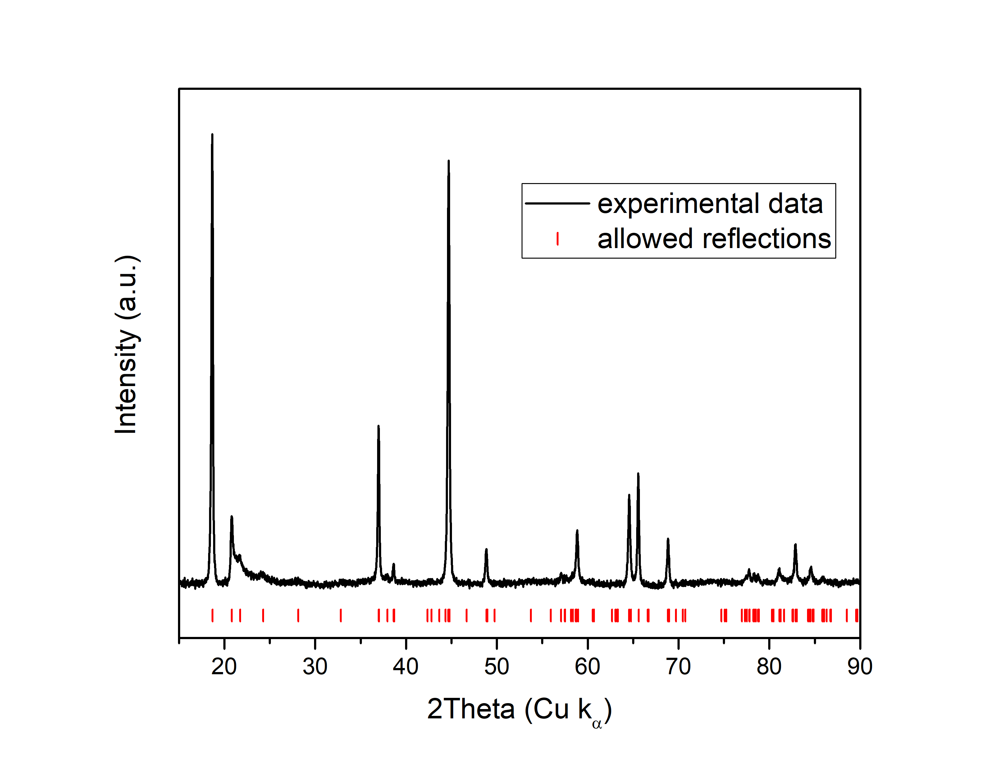 Intensity (a.u.)
experimental data
allowed reflections
20 30 40 50 60 70 80 90
2Theta (Cu kα)